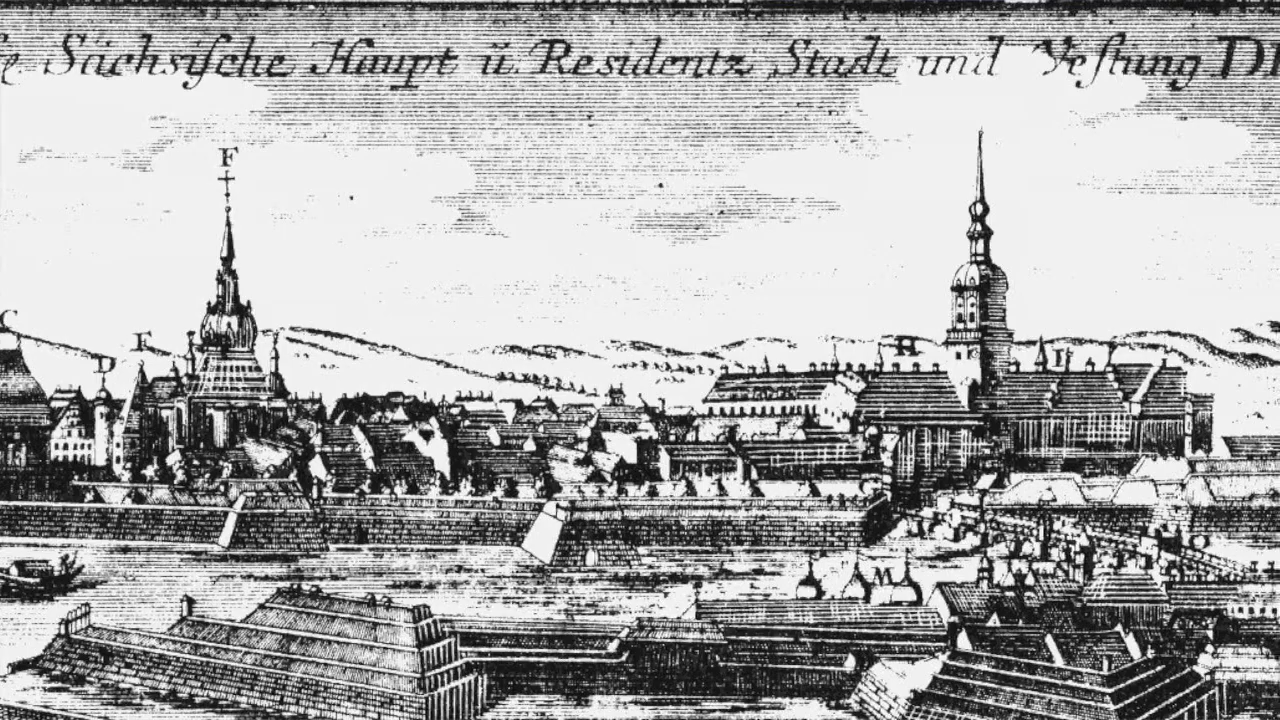 Sächsische Haupt ü. Residentz Stadt und Vestung
F
C
D
E
H
M